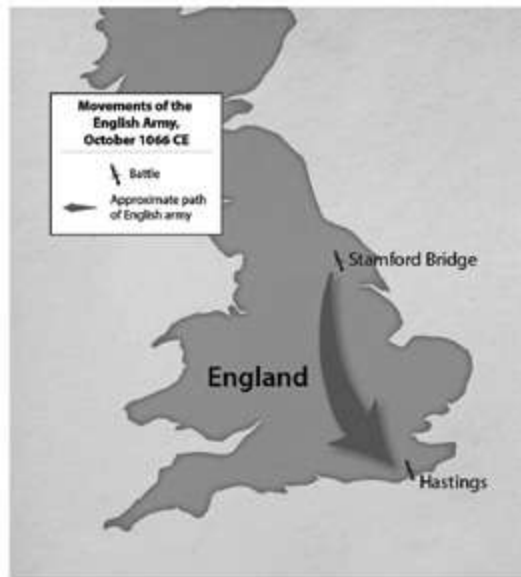 Movements of the
English Army,
October 1066 CE
Battle
Approximate path
of English army
Stamford Bridge
England
Hastings